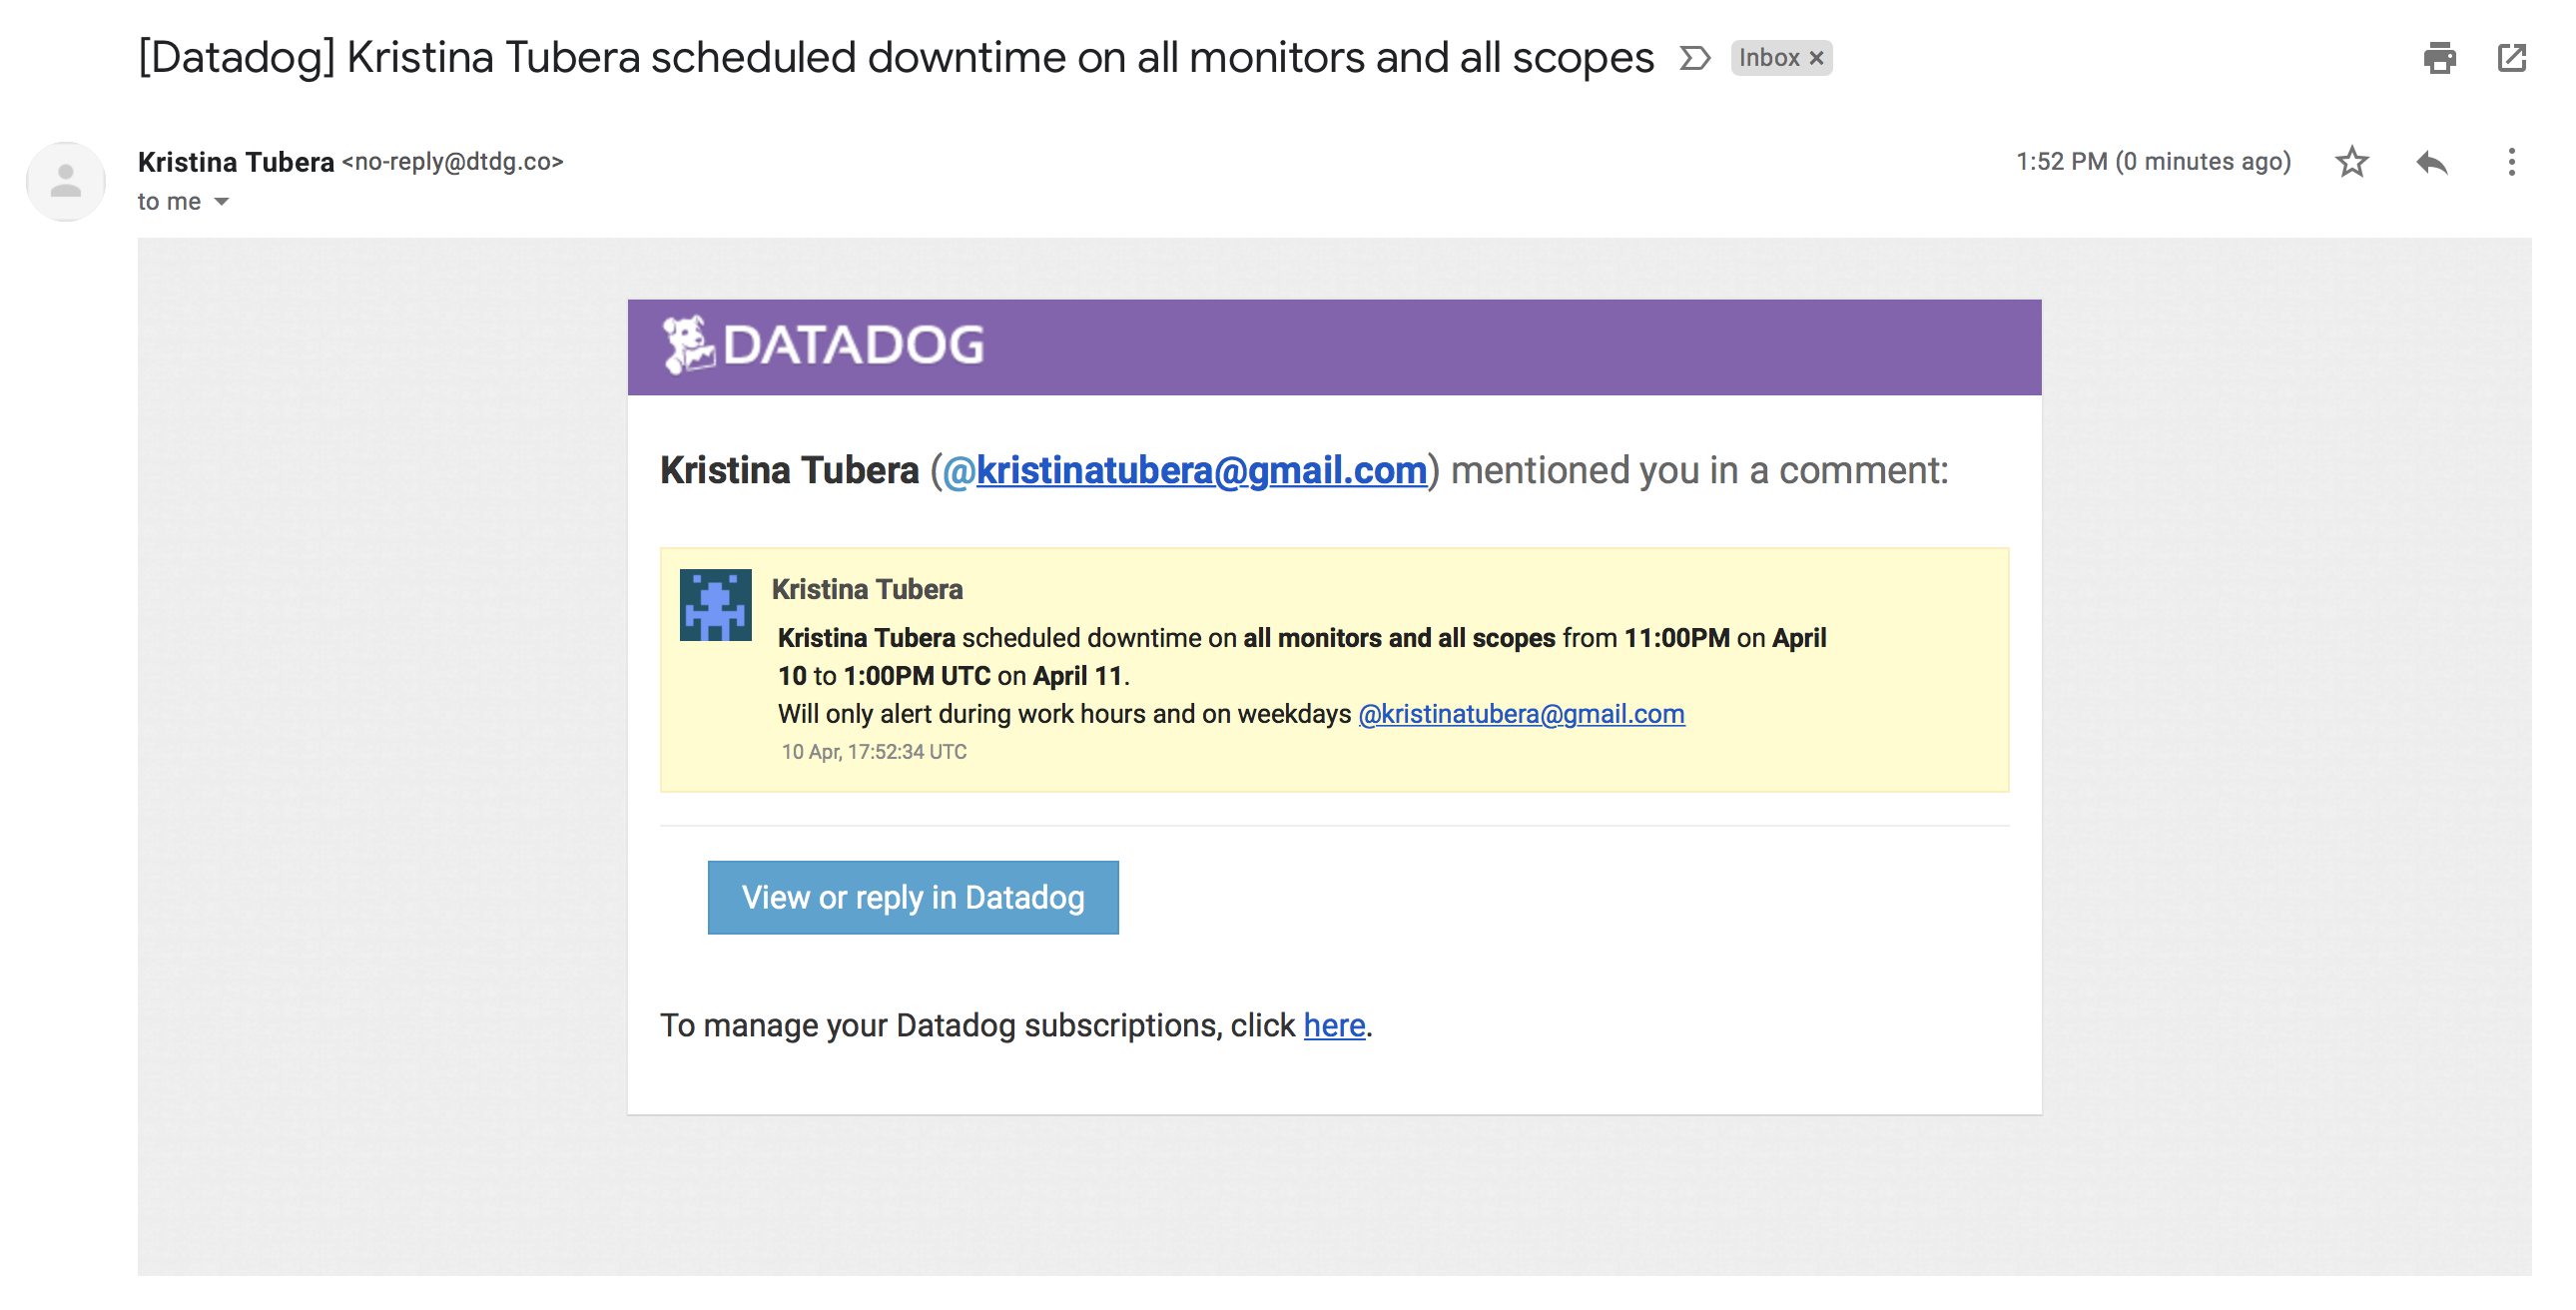 [Datadog] Kristina Tubera scheduled downtime on all monitors and all scopes Inbox ×
Kristina Tubera <no-reply@dtdg.co> 1:52 PM (0 minutes ago)
to me
DATADOG
Kristina Tubera (@kristinatubera@gmail.com) mentioned you in a comment:
Kristina Tubera
Kristina Tubera scheduled downtime on all monitors and all scopes from 11:00PM on April
10 to 1:00PM UTC on April 11.
Will only alert during work hours and on weekdays @kristinatubera@gmail.com
10 Apr, 17:52:34 UTC
View or reply in Datadog
To manage your Datadog subscriptions, click here.